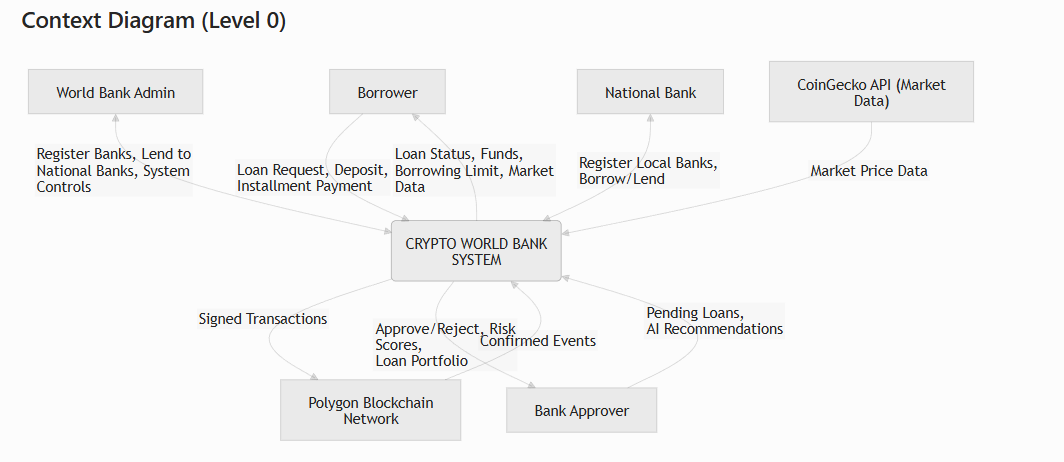 Context Diagram (Level 0)
World Bank Admin
Borrower
National Bank
CoinGecko API (Market
Data)
Register Banks, Lend to
National Banks, System
Controls
Loan Request, Deposit,
Installment Payment
Loan Status, Funds,
Borrowing Limit, Market
Data
Register Local Banks,
Borrow/Lend
Market Price Data
CRYPTO WORLD BANK
SYSTEM
Signed Transactions
Approve/Reject, Risk
Scores,
Loan Portfolio
Confirmed Events
Pending Loans,
AI Recommendations
Polygon Blockchain
Network
Bank Approver